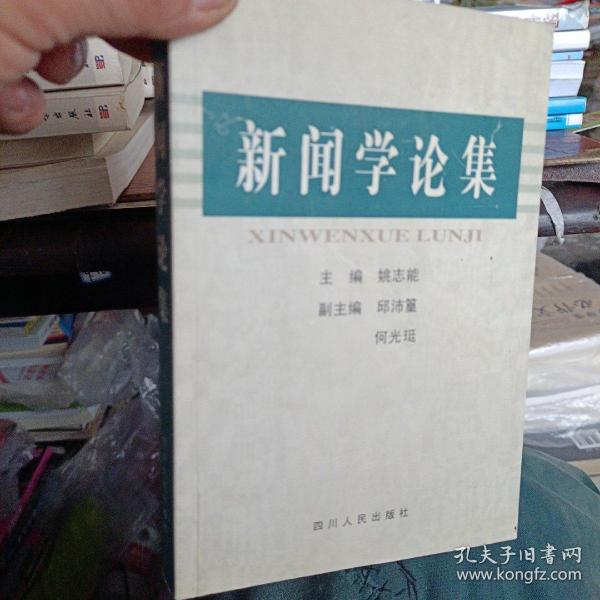 新闻学论集
XINWENXUE LUNJI
主 编 姚志能
副主编 邱沛篁
何光珽
四川人民出版社
孔夫子旧书网
www.kongfz.com